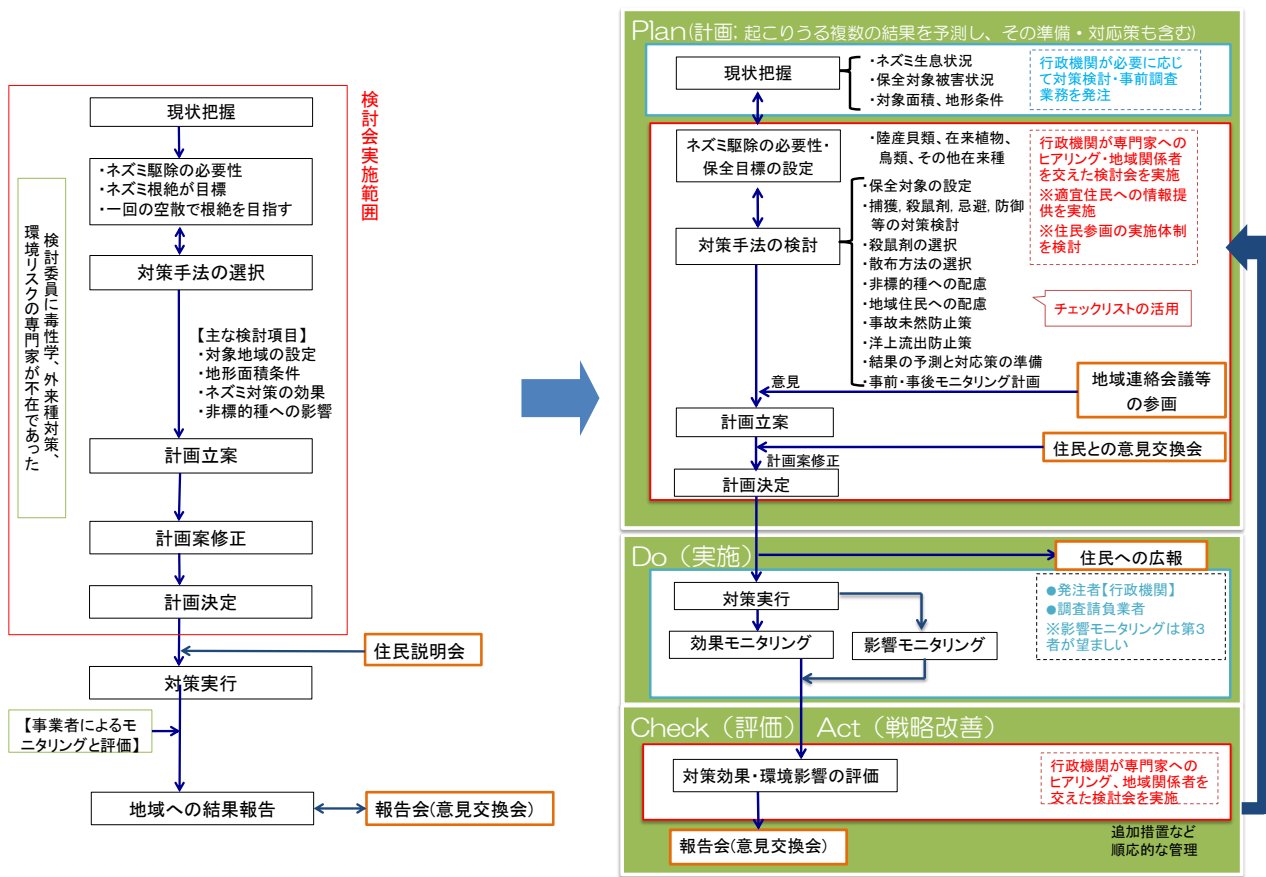 検討会実施範囲
現状把握
・ネズミ駆除の必要性
・ネズミ根絶が目標
・一回の空散で根絶を目指す
対策手法の選択
検討委員に毒性学、外来種対策、
環境リスクの専門家が不在であった
【主な検討項目】
・対象地域の設定
・地形面積条件
・ネズミ対策の効果
・非標的種への影響
計画立案
計画案修正
計画決定
住民説明会
対策実行
【事業者によるモ
ニタリングと評価】
地域への結果報告
報告会(意見交換会)
Plan(計画: 起こりうる複数の結果を予測し、その準備・対応策も含む)
現状把握
・ネズミ生息状況
・保全対象被害状況
・対象面積、地形条件
行政機関が必要に応じ
て対策検討・事前調査
業務を発注
ネズミ駆除の必要性・
保全目標の設定
・陸産貝類、在来植物、
鳥類、その他在来種
行政機関が専門家への
ヒアリング・地域関係者
を交えた検討会を実施
※適宜住民への情報提
供を実施
※住民参画の実施体制
を検討
対策手法の検討
・保全対象の設定
・捕獲, 殺鼠剤, 忌避, 防御
等の対策検討
・殺鼠剤の選択
・散布方法の選択
・非標的種への配慮
・地域住民への配慮
・事故未然防止策
・洋上流出防止策
・結果の予測と対応策の準備
・事前・事後モニタリング計画
チェックリストの活用
意見
地域連絡会議等
の参画
計画立案
住民との意見交換会
計画案修正
計画決定
Do（実施）
住民への広報
対策実行
効果モニタリング
影響モニタリング
●発注者【行政機関】
●調査請負業者
※影響モニタリングは第3
者が望ましい
Check（評価） Act（戦略改善）
対策効果・環境影響の評価
行政機関が専門家への
ヒアリング、地域関係者を
交えた検討会を実施
報告会(意見交換会)
追加措置など
順応的な管理